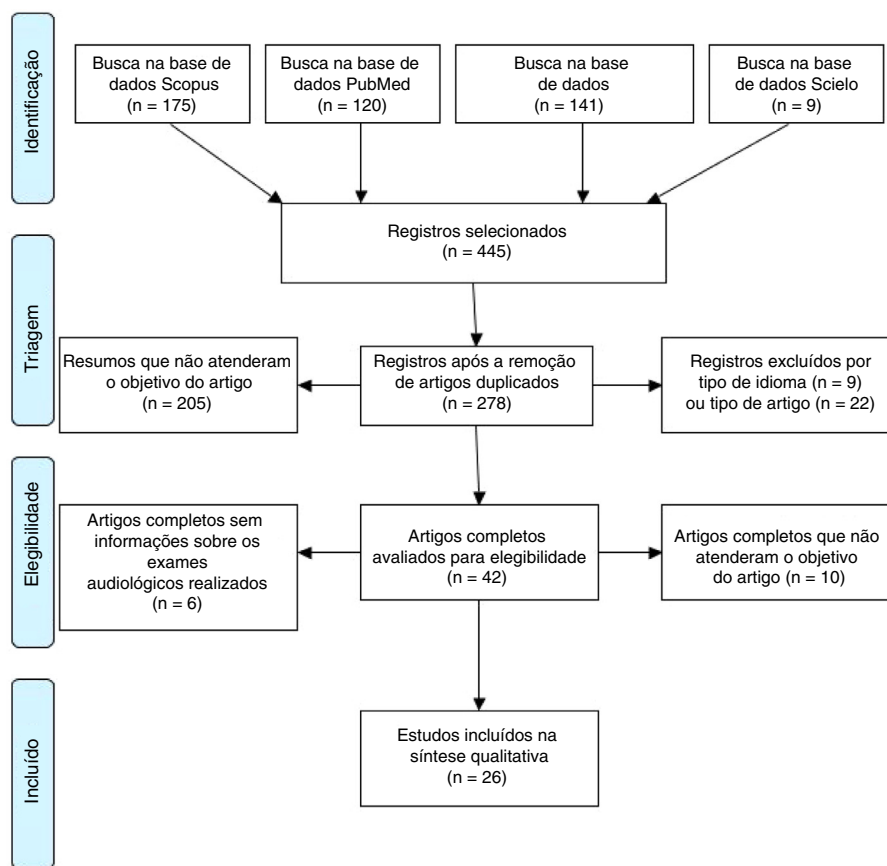 Identificação
Busca na base de
dados Scopus
(n = 175)
Busca na base de
dados PubMed
(n = 120)
Busca na base
de dados
(n = 141)
Busca na base
de dados Scielo
(n = 9)
Registros selecionados
(n = 445)
Triagem
Resumos que não atenderam
o objetivo do artigo
(n = 205)
Registros após a remoção
de artigos duplicados
(n = 278)
Registros excluídos por
tipo de idioma (n = 9)
ou tipo de artigo (n = 22)
Elegibilidade
Artigos completos sem
informações sobre os
exames
audiológicos realizados
(n = 6)
Artigos completos
avaliados para elegibilidade
(n = 42)
Artigos completos que não
atenderam o objetivo
do artigo (n = 10)
Incluído
Estudos incluídos na
síntese qualitativa
(n = 26)